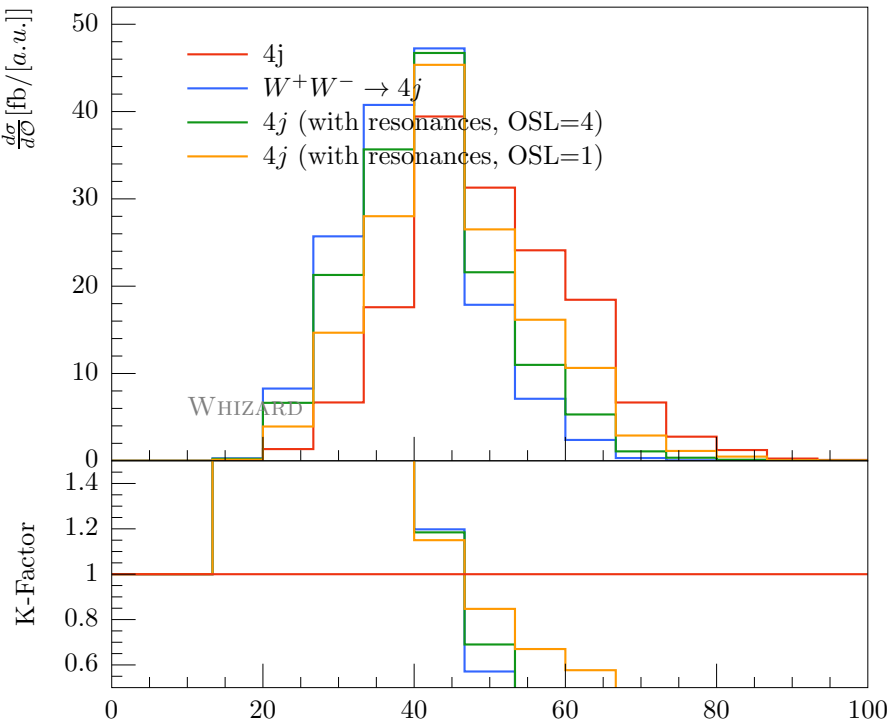 dσ/dO [fb/[a.u.]]
50
40
30
20
10
0
4j
W⁺W⁻ → 4j
4j (with resonances, OSL=4)
4j (with resonances, OSL=1)
WHIZARD
K-Factor
1.4
1.2
1
0.8
0.6
0 20 40 60 80 100